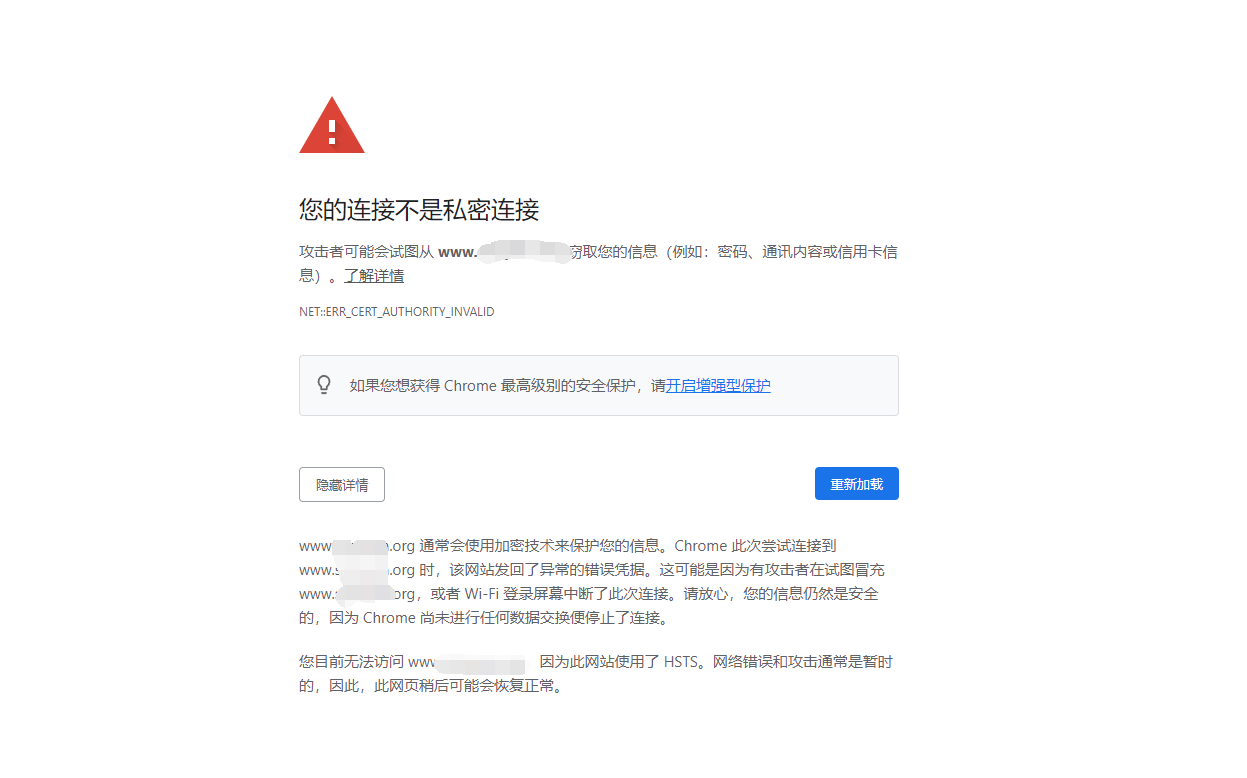 您的连接不是私密连接
攻击者可能会试图从 www. 窃取您的信息（例如：密码、通讯内容或信用卡信
息）。了解详情
NET::ERR_CERT_AUTHORITY_INVALID
如果您想获得 Chrome 最高级别的安全保护，请开启增强型保护
隐藏详情
重新加载
www .org 通常会使用加密技术来保护您的信息。Chrome 此次尝试连接到
www. .org 时，该网站发回了异常的错误凭据。这可能是因为有攻击者在试图冒充
www. org，或者 Wi-Fi 登录屏幕中断了此次连接。请放心，您的信息仍然是安全
的，因为 Chrome 尚未进行任何数据交换便停止了连接。
您目前无法访问 www 因为此网站使用了 HSTS。网络错误和攻击通常是暂时
的，因此，此网页稍后可能会恢复正常。